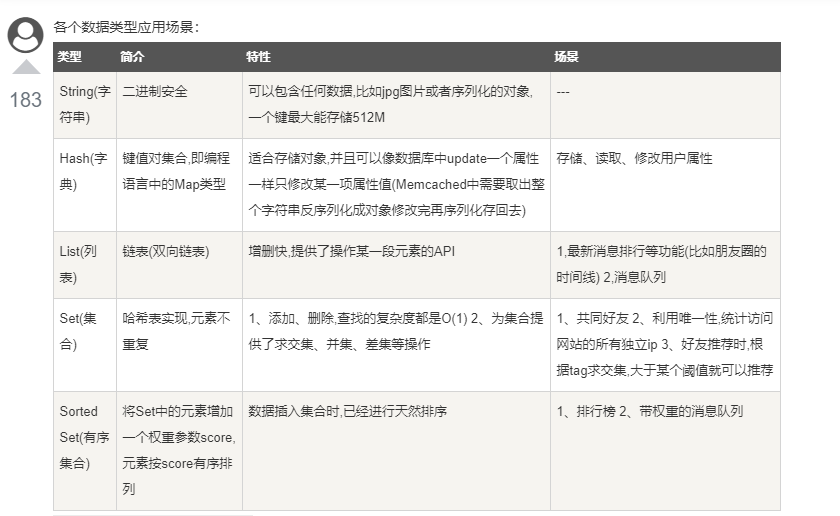 各个数据类型应用场景：
类型 简介 特性 场景
183
String(字 二进制安全 可以包含任何数据,比如jpg图片或者序列化的对象, ---
符串) 一个键最大能存储512M
Hash(字 键值对集合,即编程 适合存储对象,并且可以像数据库中update一个属性 存储、读取、修改用户属性
典) 语言中的Map类型 一样只修改某一项属性值(Memcached中需要取出整
个字符串反序列化成对象修改完再序列化存回去)
List(列 链表(双向链表) 增删快,提供了操作某一段元素的API 1,最新消息排行等功能(比如朋友圈的
表) 时间线) 2,消息队列
Set(集 哈希表实现,元素不 1、添加、删除,查找的复杂度都是O(1) 2、为集合提 1、共同好友 2、利用唯一性,统计访问
合) 重复 供了求交集、并集、差集等操作 网站的所有独立ip 3、好友推荐时,根
据tag求交集,大于某个阈值就可以推荐
Sorted 将Set中的元素增加 数据插入集合时,已经进行天然排序 1、排行榜 2、带权重的消息队列
Set(有序 一个权重参数score,
集合) 元素按score有序排
列